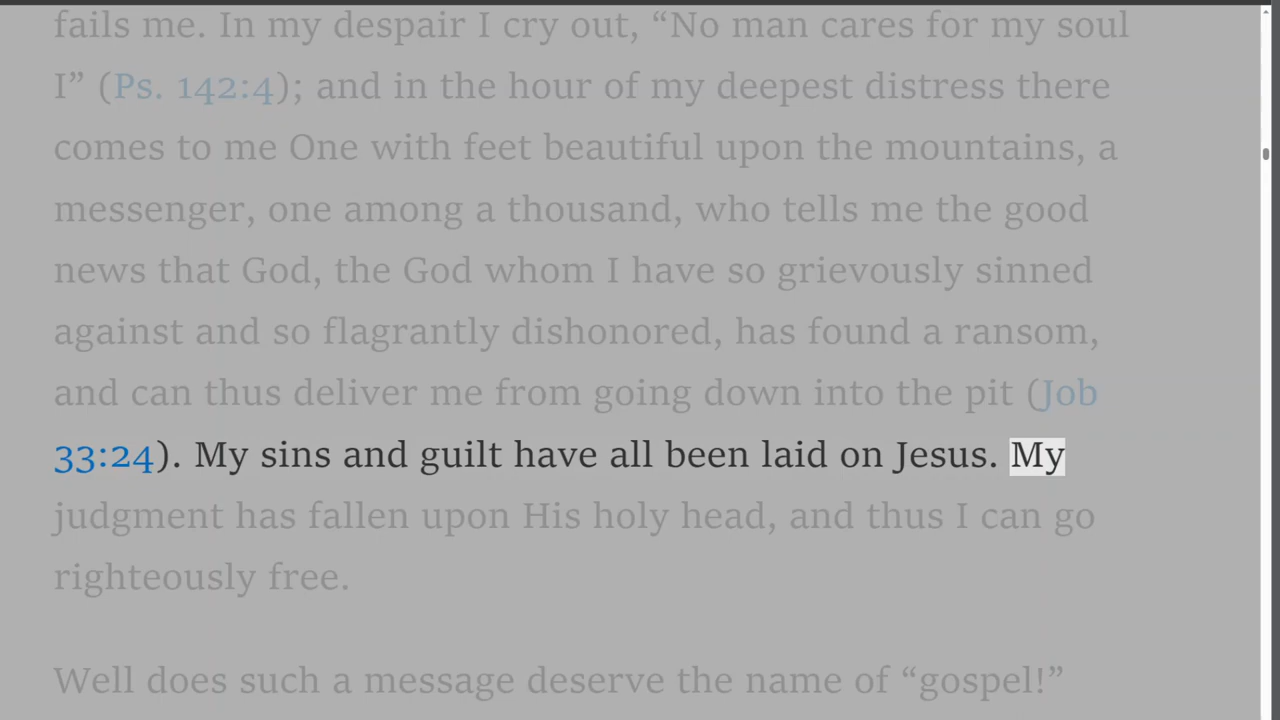 fails me. In my despair I cry out, “No man cares for my soul
I” (Ps. 142:4); and in the hour of my deepest distress there
comes to me One with feet beautiful upon the mountains, a
messenger, one among a thousand, who tells me the good
news that God, the God whom I have so grievously sinned
against and so flagrantly dishonored, has found a ransom,
and can thus deliver me from going down into the pit (Job
33:24). My sins and guilt have all been laid on Jesus. My
judgment has fallen upon His holy head, and thus I can go
righteously free.
Well does such a message deserve the name of “gospel!”